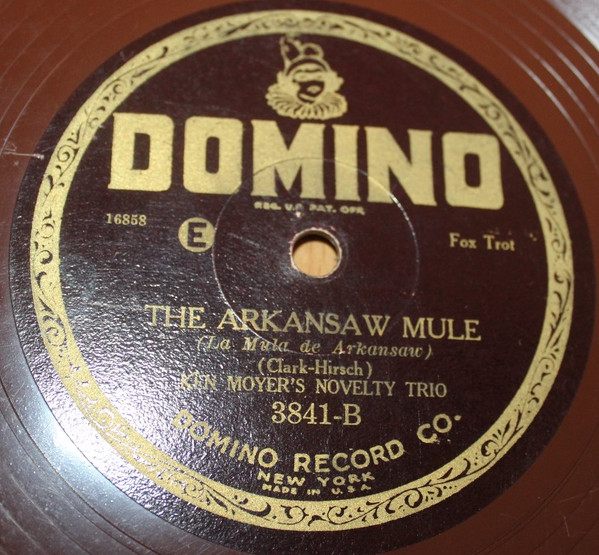 DOMINO
REG. U.S. PAT. OFF.
16858
E
Fox Trot
THE ARKANSAW MULE
(La Mula de Arkansaw)
(Clark-Hirsch)
KEN MOYER'S NOVELTY TRIO
3841-B
DOMINO RECORD CO.
NEW YORK
MADE IN U.S.A.